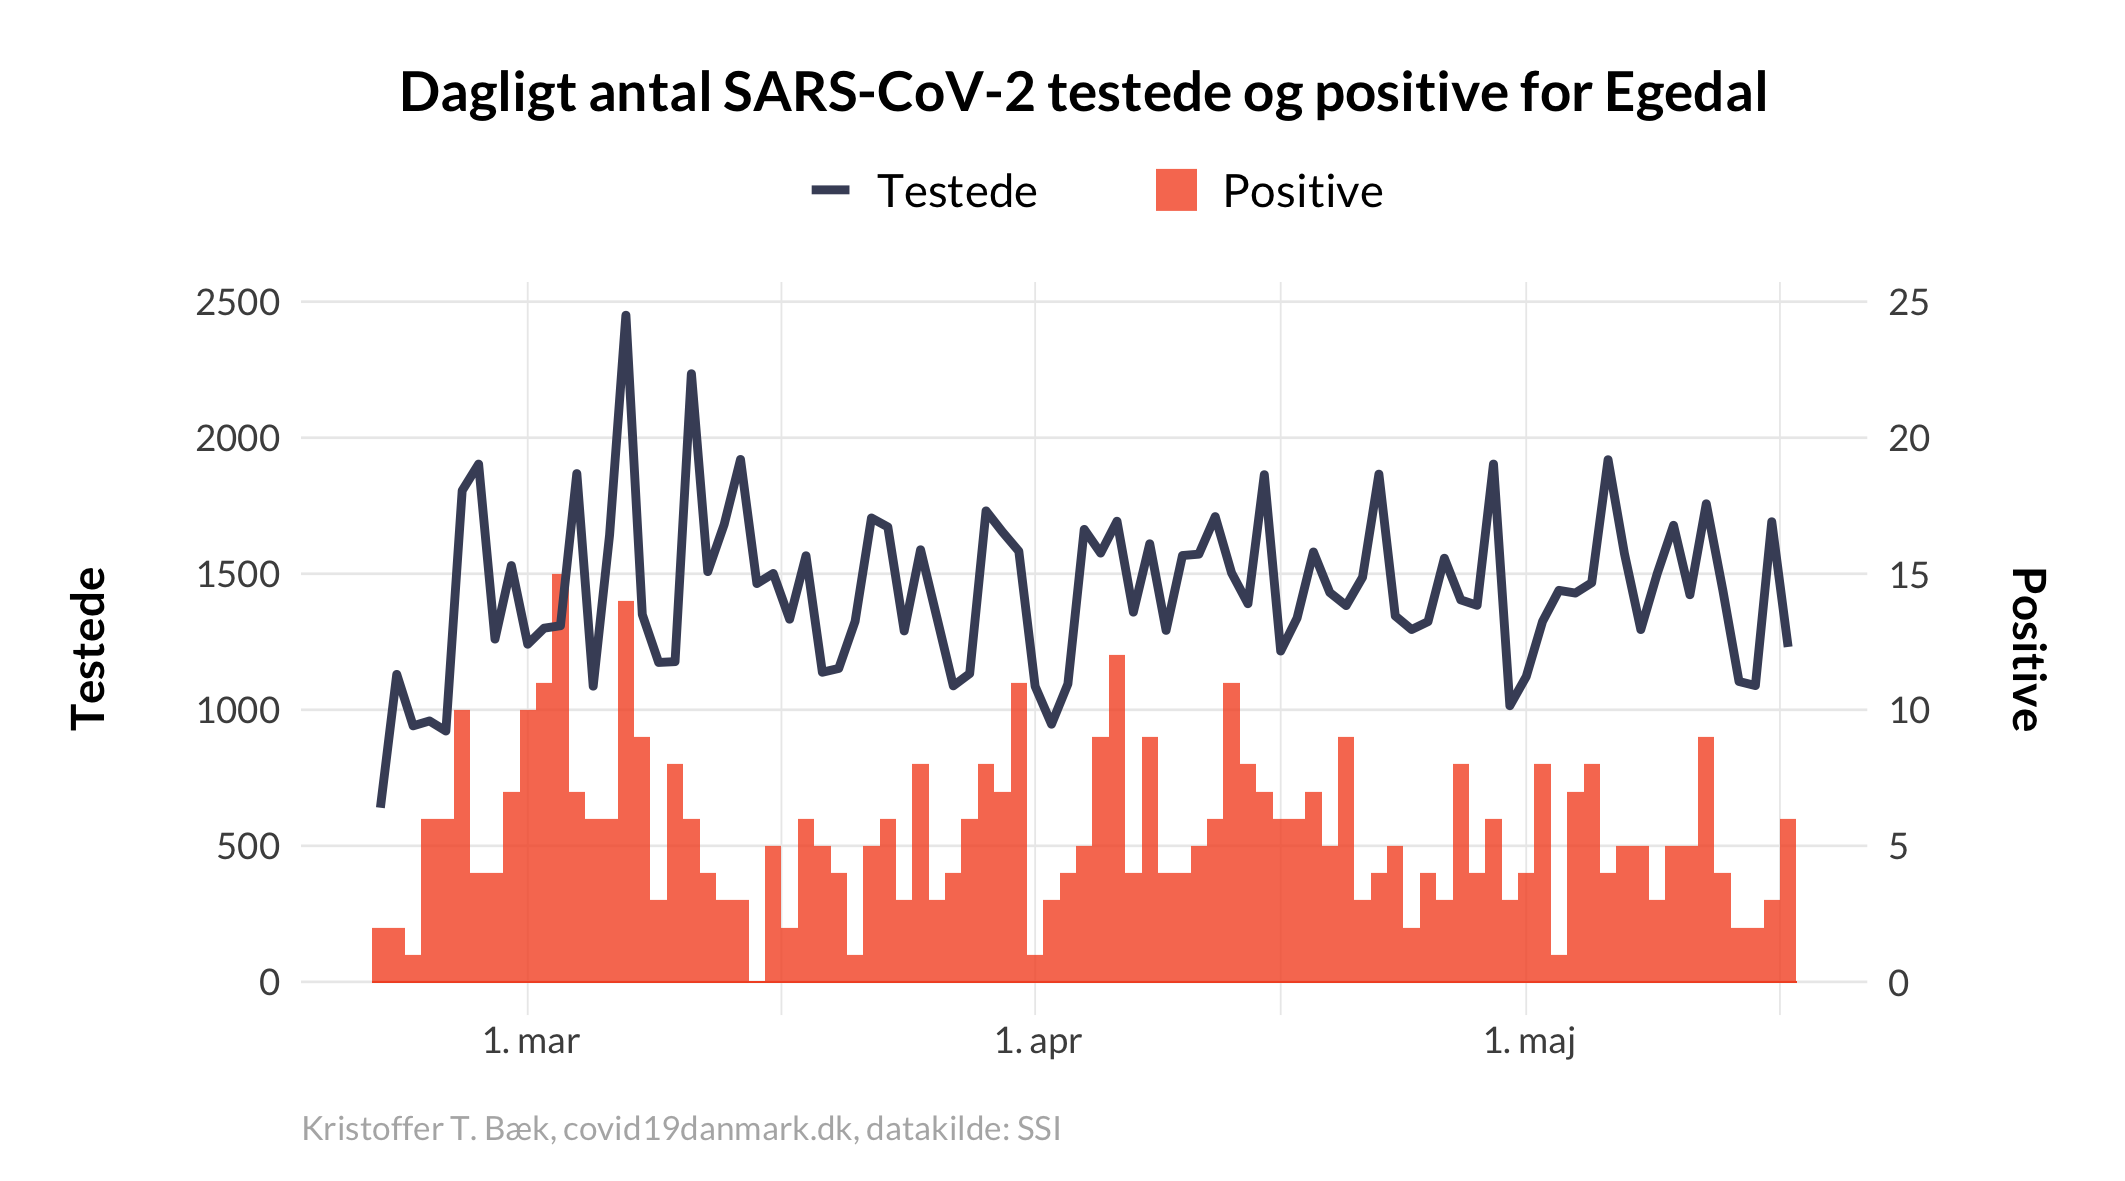 Dagligt antal SARS-CoV-2 testede og positive for Egedal
Testede Positive
2500 25
2000 20
1500 15
1000 10
500 5
0 0
Testede
Positive
1. mar 1. apr 1. maj
Kristoffer T. Bæk, covid19danmark.dk, datakilde: SSI